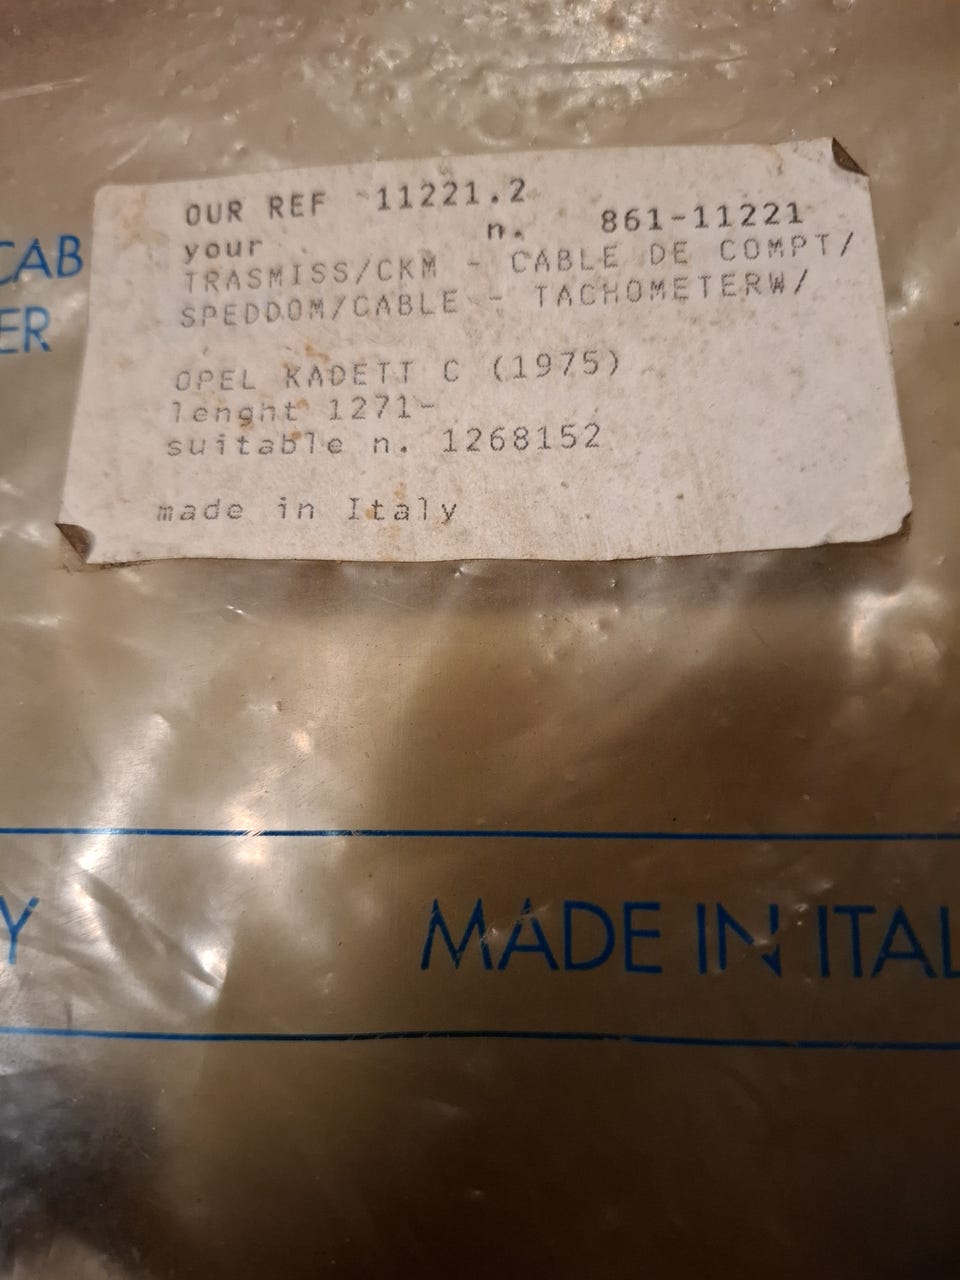 OUR REF 11221.2
your n. 861-11221
TRASMISS/CKM - CABLE DE COMPT/
SPEDDOM/CABLE - TACHOMETERW/
OPEL KADETT C (1975)
lenght 1271-
suitable n. 1268152
made in Italy
CAB
ER
Y MADE IN ITAL